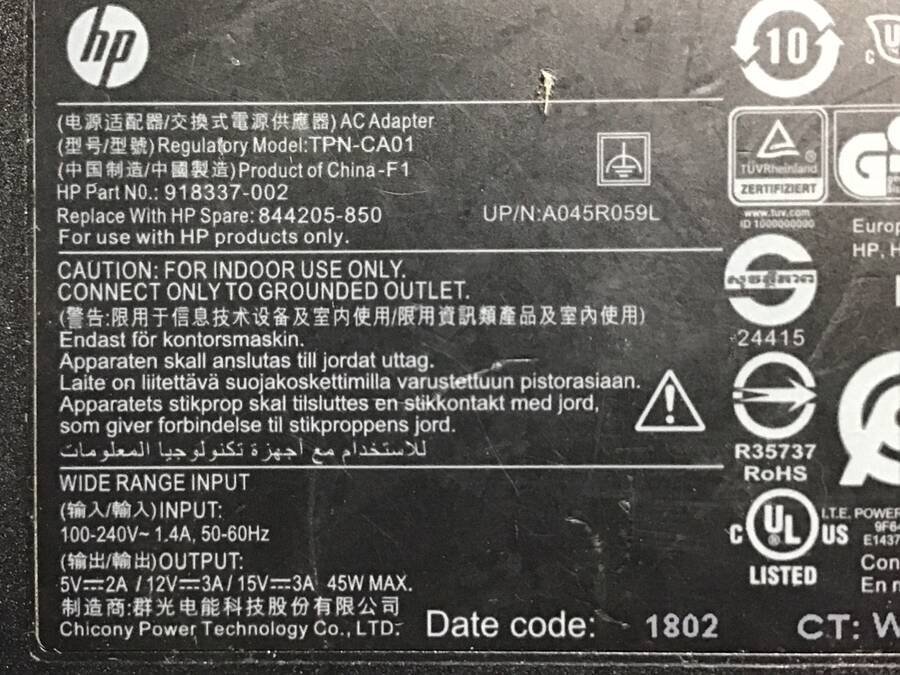 hp
(电源适配器/交換式電源供應器) AC Adapter
(型号/型號) Regulatory Model:TPN-CA01
(中国制造/中國製造) Product of China-F1
HP Part NO.: 918337-002
Replace With HP Spare: 844205-850
UP/N:A045R059L
For use with HP products only.
CAUTION: FOR INDOOR USE ONLY.
CONNECT ONLY TO GROUNDED OUTLET.
(警告:限用于信息技术设备及室内使用/限用資訊類產品及室內使用)
Endast för kontorsmaskin.
Apparaten skall anslutas till jordat uttag.
Laite on liitettävä suojakoskettimilla varustettuun pistorasiaan.
Apparatets stikprop skal tilsluttes en stikkontakt med jord,
som giver forbindelse til stikproppens jord.
للاستخدام مع اجهزة تكنولوجيا المعلومات
WIDE RANGE INPUT
(输入/輸入) INPUT:
100-240V~ 1.4A, 50-60Hz
(输出/輸出) OUTPUT:
5V⎓2A / 12V⎓3A / 15V⎓3A 45W MAX.
制造商:群光电能科技股份有限公司
Chicony Power Technology Co., LTD.
Date code: 1802
CT: W
10
TÜVRheinland®
ZERTIFIZIERT
www.tuv.com
ID 1000000000
GS
Europ
HP, H
24415
R35737
RoHS
C UL US
®
LISTED
I.T.E. POWER
9F64
E1437
Con
En n